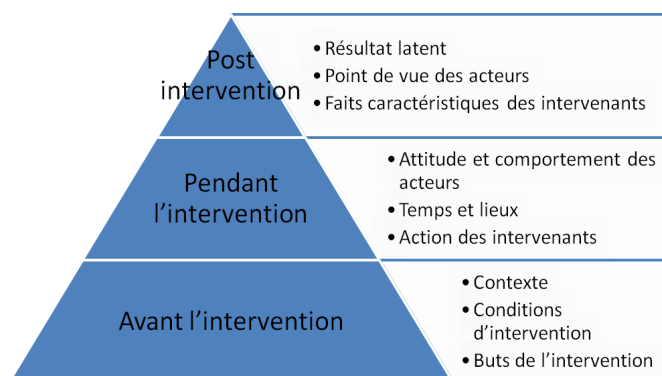 Post
intervention
• Résultat latent
• Point de vue des acteurs
• Faits caractéristiques des intervenants
Pendant
l'intervention
• Attitude et comportement des
acteurs
• Temps et lieux
• Action des intervenants
Avant l'intervention
• Contexte
• Conditions
d'intervention
• Buts de l'intervention